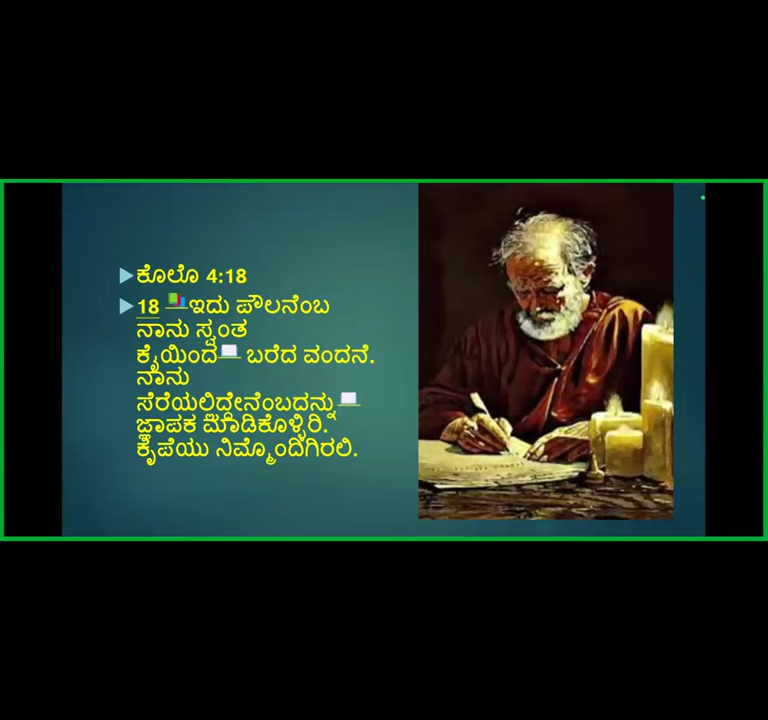 ಕೊಲೊ 4:18
18 ಇದು ಪೌಲನೆಂಬ
ನಾನು ಸ್ವಂತ
ಕೈಯಿಂದ ಬರೆದ ವಂದನೆ.
ನಾನು
ಸೆರೆಯಲ್ಲಿದ್ದೇನೆಂಬದನ್ನು
ಜ್ಞಾಪಕ ಮಾಡಿಕೊಳ್ಳಿರಿ.
ಕೃಪೆಯು ನಿಮ್ಮೊಂದಿಗಿರಲಿ.